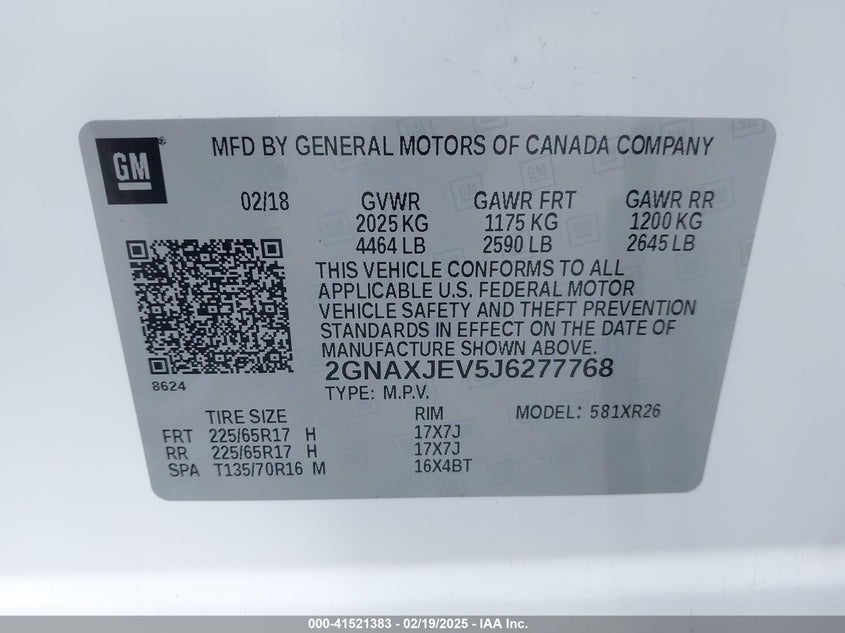 GM
MFD BY GENERAL MOTORS OF CANADA COMPANY
02/18 GVWR GAWR FRT GAWR RR
2025 KG 1175 KG 1200 KG
4464 LB 2590 LB 2645 LB
THIS VEHICLE CONFORMS TO ALL
APPLICABLE U.S. FEDERAL MOTOR
VEHICLE SAFETY AND THEFT PREVENTION
STANDARDS IN EFFECT ON THE DATE OF
MANUFACTURE SHOWN ABOVE.
8624
2GNAXJEV5J6277768
TYPE: M.P.V.
TIRE SIZE RIM MODEL: 581XR26
FRT 225/65R17 H 17X7J
RR 225/65R17 H 17X7J
SPA T135/70R16 M 16X4BT
000-41521383 - 02/19/2025 - IAA Inc.